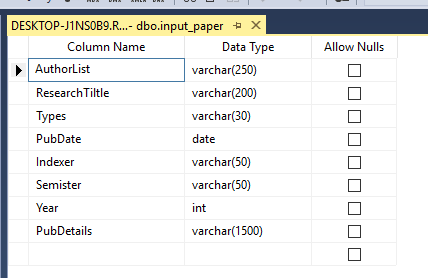 DESKTOP-J1NS0B9.R...- dbo.input_paper
Column Name Data Type Allow Nulls
AuthorList varchar(250)
ResearchTiltle varchar(200)
Types varchar(30)
PubDate date
Indexer varchar(50)
Semister varchar(50)
Year int
PubDetails varchar(1500)